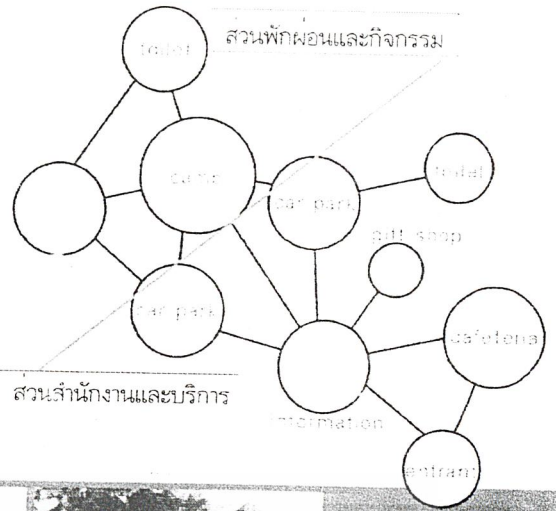 toilet
ส่วนพักผ่อนและกิจกรรม
camp
car park
toilet
gift shop
car park
cafeteria
ส่วนสำนักงานและบริการ
information
entrant